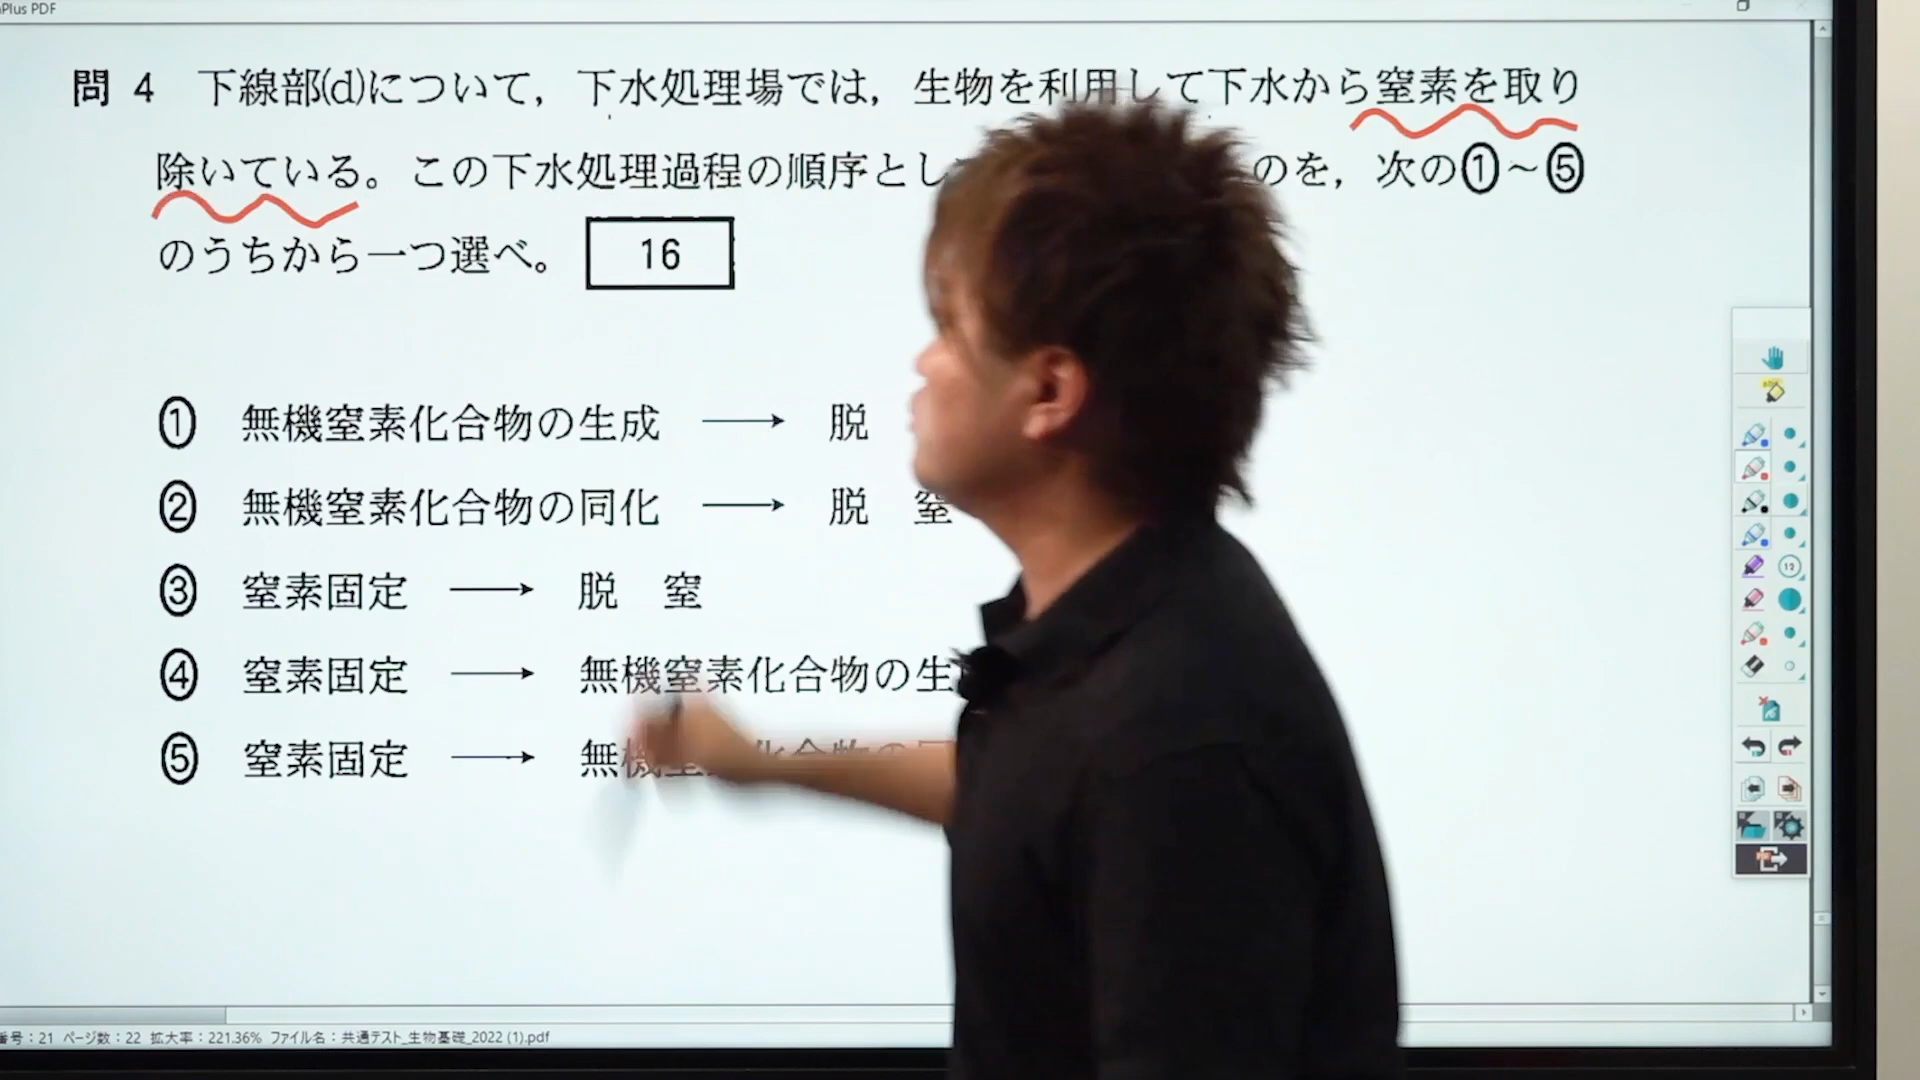 Plus PDF
問 4 下線部(d)について，下水処理場では，生物を利用して下水から窒素を取り
除いている。この下水処理過程の順序とし のを，次の①～⑤
のうちから一つ選べ。 16
① 無機窒素化合物の生成 → 脱
② 無機窒素化合物の同化 → 脱 窒
③ 窒素固定 → 脱 窒
④ 窒素固定 → 無機窒素化合物の生
⑤ 窒素固定 → 無機窒 化合物の
12
番号：21 ページ数：22 拡大率：221.36% ファイル名：共通テスト_生物基礎_2022 (1).pdf